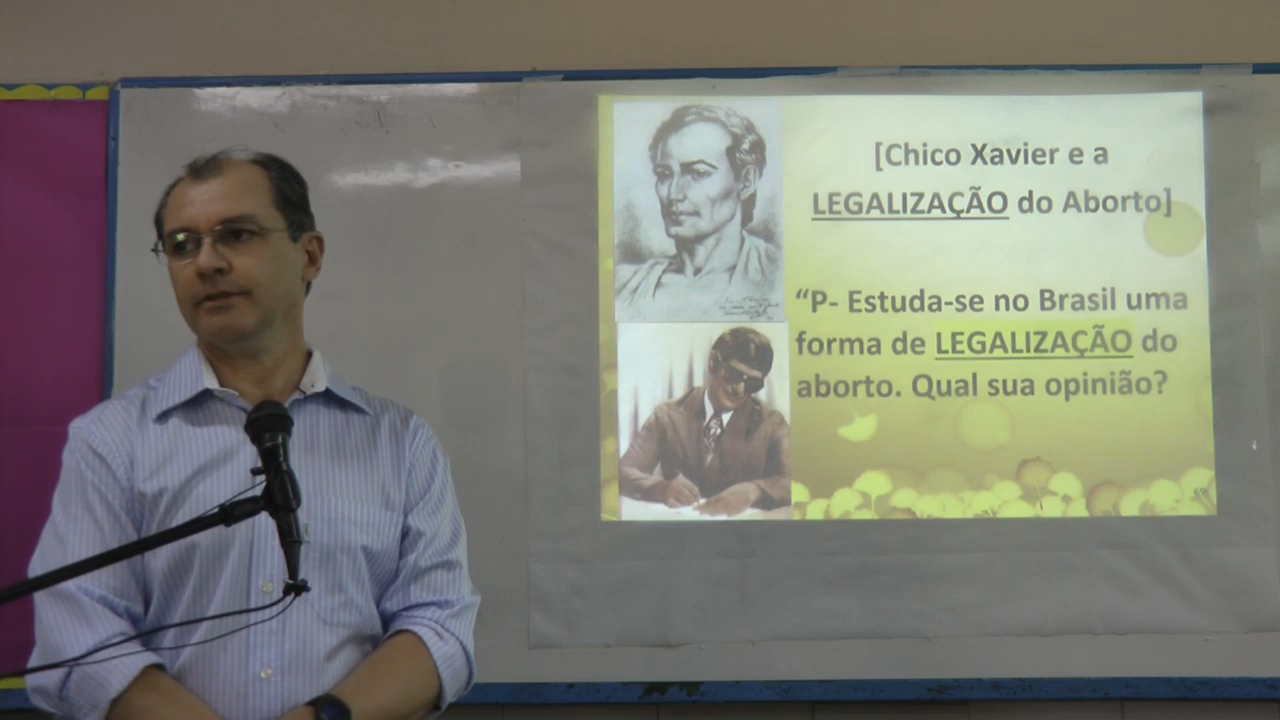 [Chico Xavier e a
LEGALIZAÇÃO do Aborto]
“P- Estuda-se no Brasil uma
forma de LEGALIZAÇÃO do
aborto. Qual sua opinião?